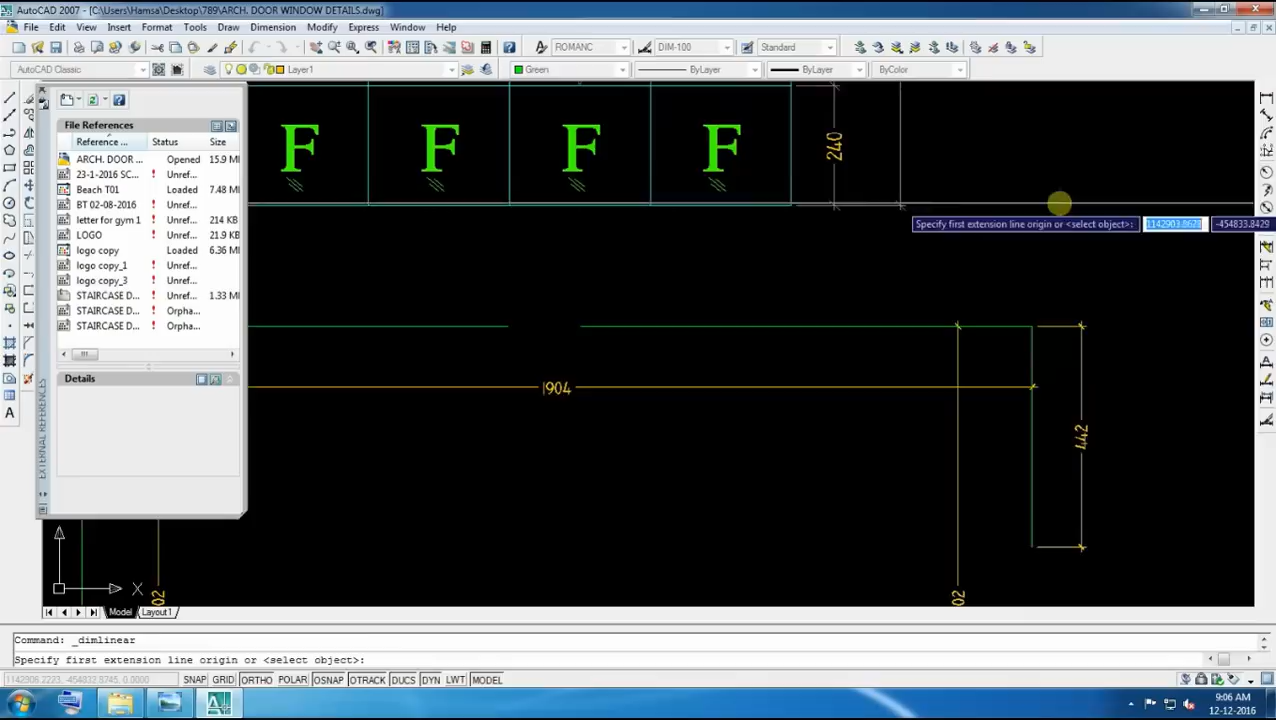 AutoCAD 2007 - [C:\Users\Hamsa\Desktop\789\ARCH. DOOR WINDOW DETAILS.dwg]
File Edit View Insert Format Tools Draw Dimension Modify Express Window Help
ROMANC DIM-100 Standard
AutoCAD Classic Layer1 Green ByLayer ByLayer ByColor
File References
Reference ... Status Size
ARCH. DOOR ... Opened 15.9 M
23-1-2016 SC... Unref...
Beach T01 Loaded 7.48 M
BT 02-08-2016 Unref...
letter for gym 1 Unref... 214 KB
LOGO Unref... 21.9 KB
logo copy Loaded 6.36 M
logo copy_1 Unref...
logo copy_3 Unref...
STAIRCASE D... Unref... 1.33 M
STAIRCASE D... Orpha...
STAIRCASE D... Orpha...
Details
EXTERNAL REFERENCES
F F F F
240
Specify first extension line origin or <select object>: -454833.8429
1904
442
02 02
X
Model Layout1
Command: _dimlinear
Specify first extension line origin or <select object>:
SNAP GRID ORTHO POLAR OSNAP OTRACK DUCS DYN LWT MODEL
9:06 AM
12-12-2016